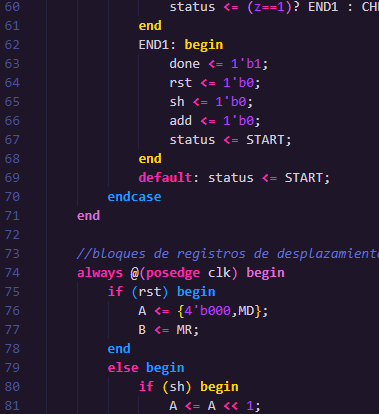 60 status <= (z==1)? END1 : CH
61 end
62 END1: begin
63 done <= 1'b1;
64 rst <= 1'b0;
65 sh <= 1'b0;
66 add <= 1'b0;
67 status <= START;
68 end
69 default: status <= START;
70 endcase
71 end
72
73 //bloques de registros de desplazamiento
74 always @(posedge clk) begin
75 if (rst) begin
76 A <= {4'b000,MD};
77 B <= MR;
78 end
79 else begin
80 if (sh) begin
81 A <= A << 1;